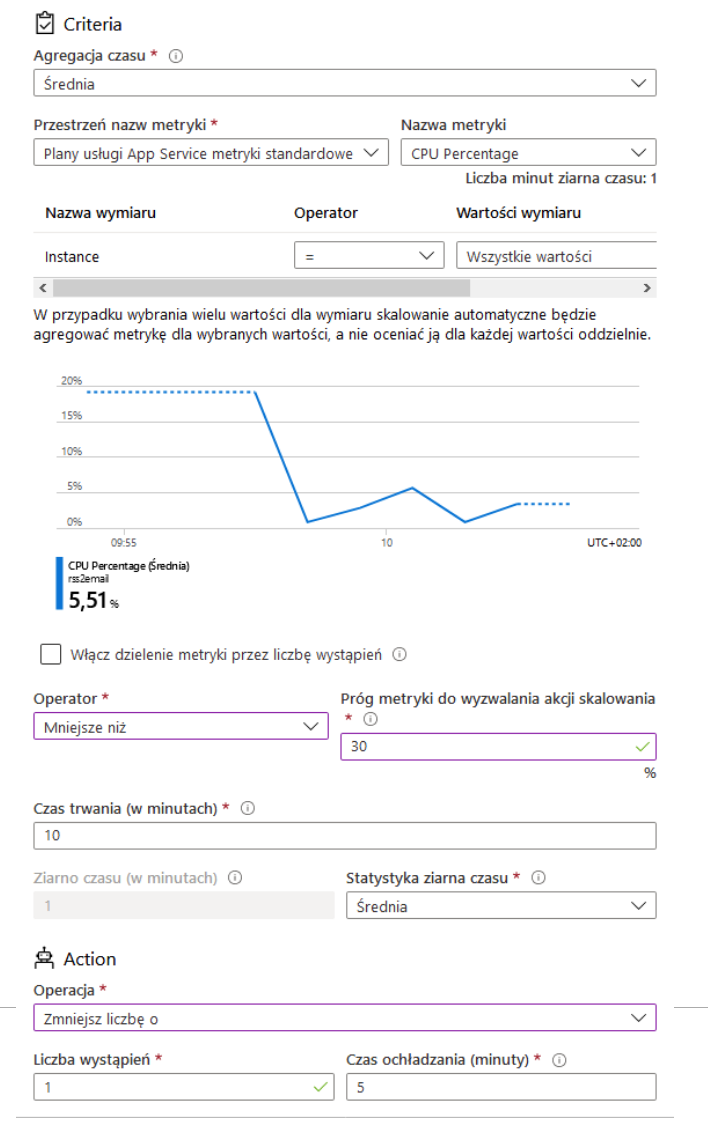 Criteria
Agregacja czasu *
Średnia
Przestrzeń nazw metryki *
Nazwa metryki
Plany usługi App Service metryki standardowe
CPU Percentage
Liczba minut ziarna czasu: 1
Nazwa wymiaru
Operator
Wartości wymiaru
Instance
=
Wszystkie wartości
W przypadku wybrania wielu wartości dla wymiaru skalowanie automatyczne będzie
agregować metrykę dla wybranych wartości, a nie oceniać ją dla każdej wartości oddzielnie.
20%
15%
10%
5%
0%
09:55
10
UTC+02:00
CPU Percentage (Średnia)
rss2email
5,51 %
Włącz dzielenie metryki przez liczbę wystąpień
Operator *
Próg metryki do wyzwalania akcji skalowania
*
Mniejsze niż
30
%
Czas trwania (w minutach) *
10
Ziarno czasu (w minutach)
Statystyka ziarna czasu *
1
Średnia
Action
Operacja *
Zmniejsz liczbę o
Liczba wystąpień *
Czas ochładzania (minuty) *
1
5